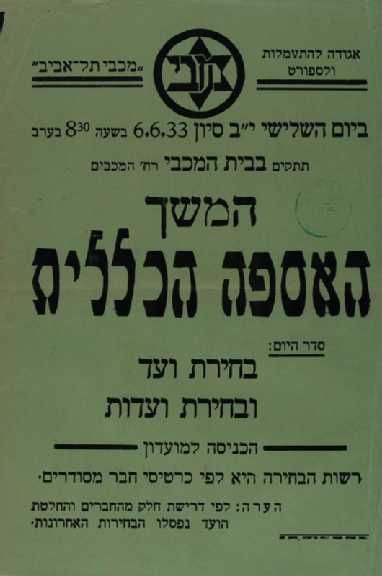 אגודה להתעמלות
ולספורט
מכבי
„מכבי תל-אביב"
ביום השלישי י"ב סיון 6.6.33 בשעה 8³⁰ בערב
תתקים בבית המכבי רח' המכבים
המשך
האספה הכללית
סדר היום:
בחירת ועד
ובחירת ועדות
הכניסה למועדון
רשות הבחירה היא לפי כרטיסי חבר מסודרים.
הערה: לפי דרישת חלק מהחברים והחלטת
הועד נפסלו הבחירות האחרונות.